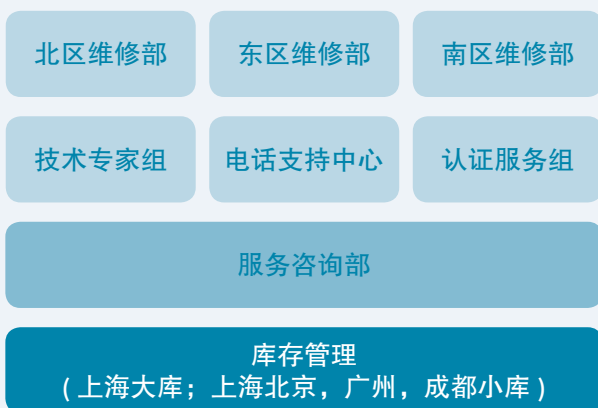 北区维修部 东区维修部 南区维修部
技术专家组 电话支持中心 认证服务组
服务咨询部
库存管理
(上海大库；上海北京，广州，成都小库)